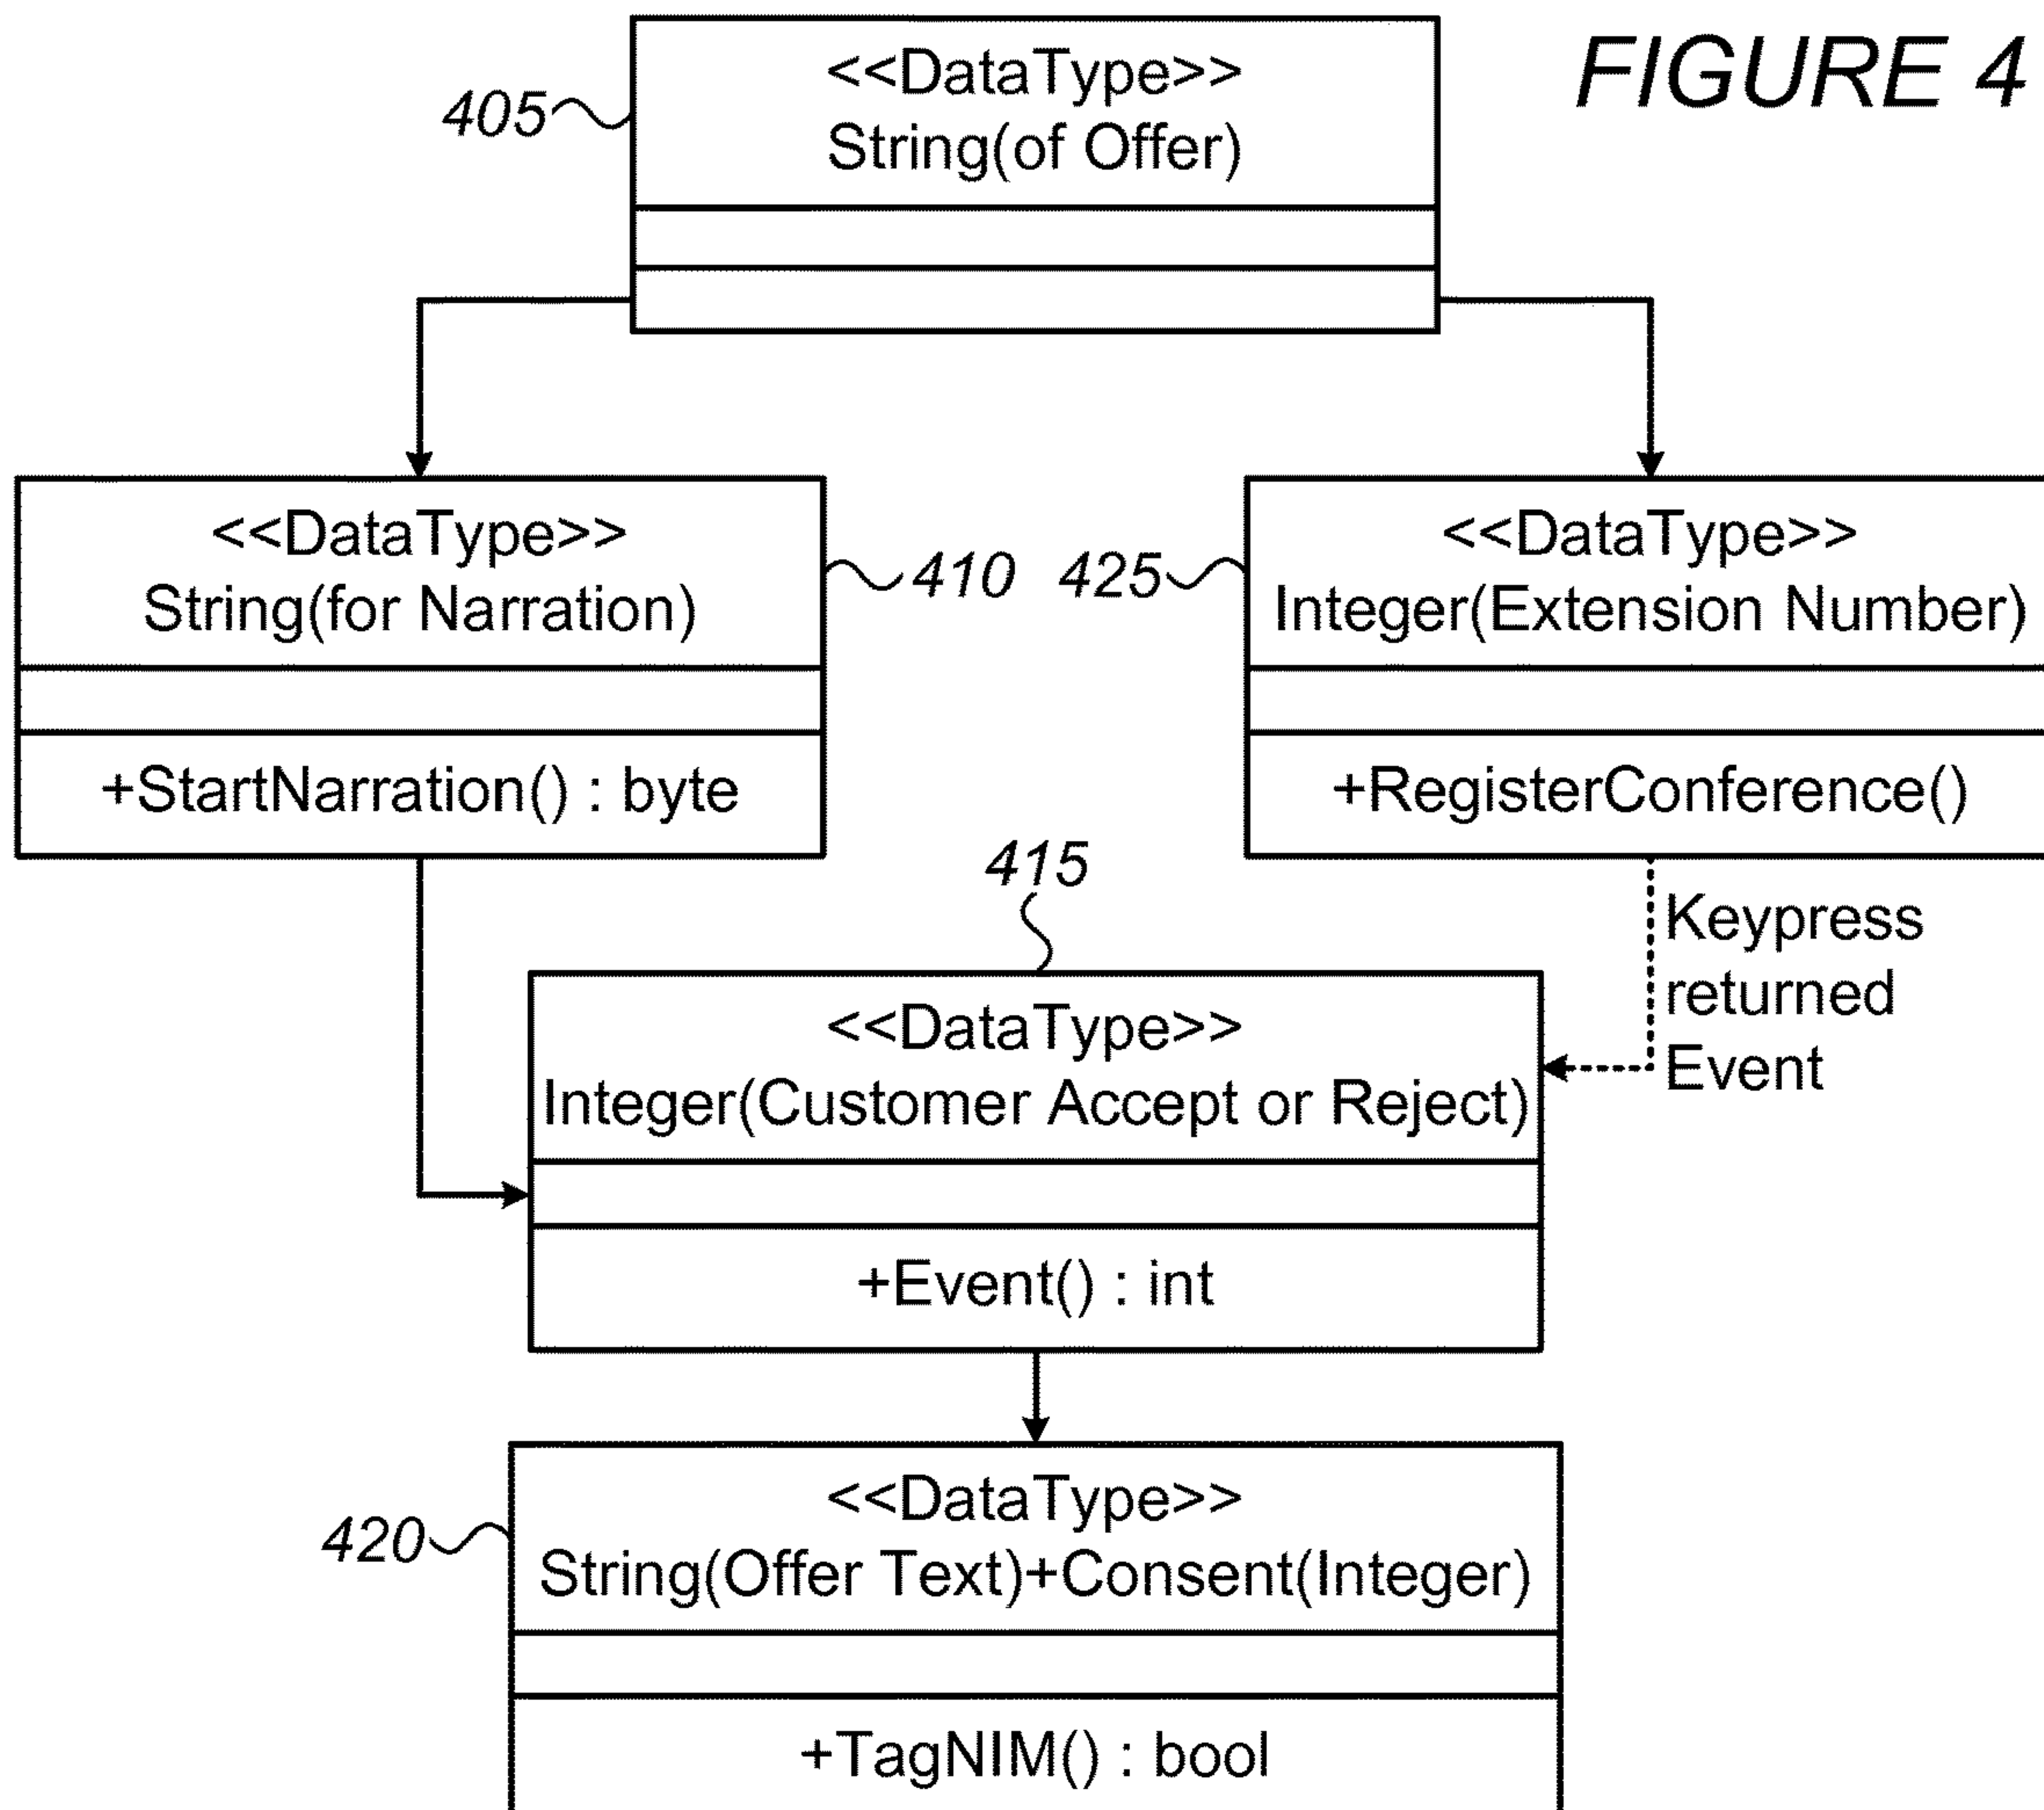 FIGURE 4
405
<<DataType>>
String(of Offer)
<<DataType>>
String(for Narration)
+StartNarration() : byte
410
425
<<DataType>>
Integer(Extension Number)
+RegisterConference()
Keypress
returned
Event
415
<<DataType>>
Integer(Customer Accept or Reject)
+Event() : int
420
<<DataType>>
String(Offer Text)+Consent(Integer)
+TagNIM() : bool